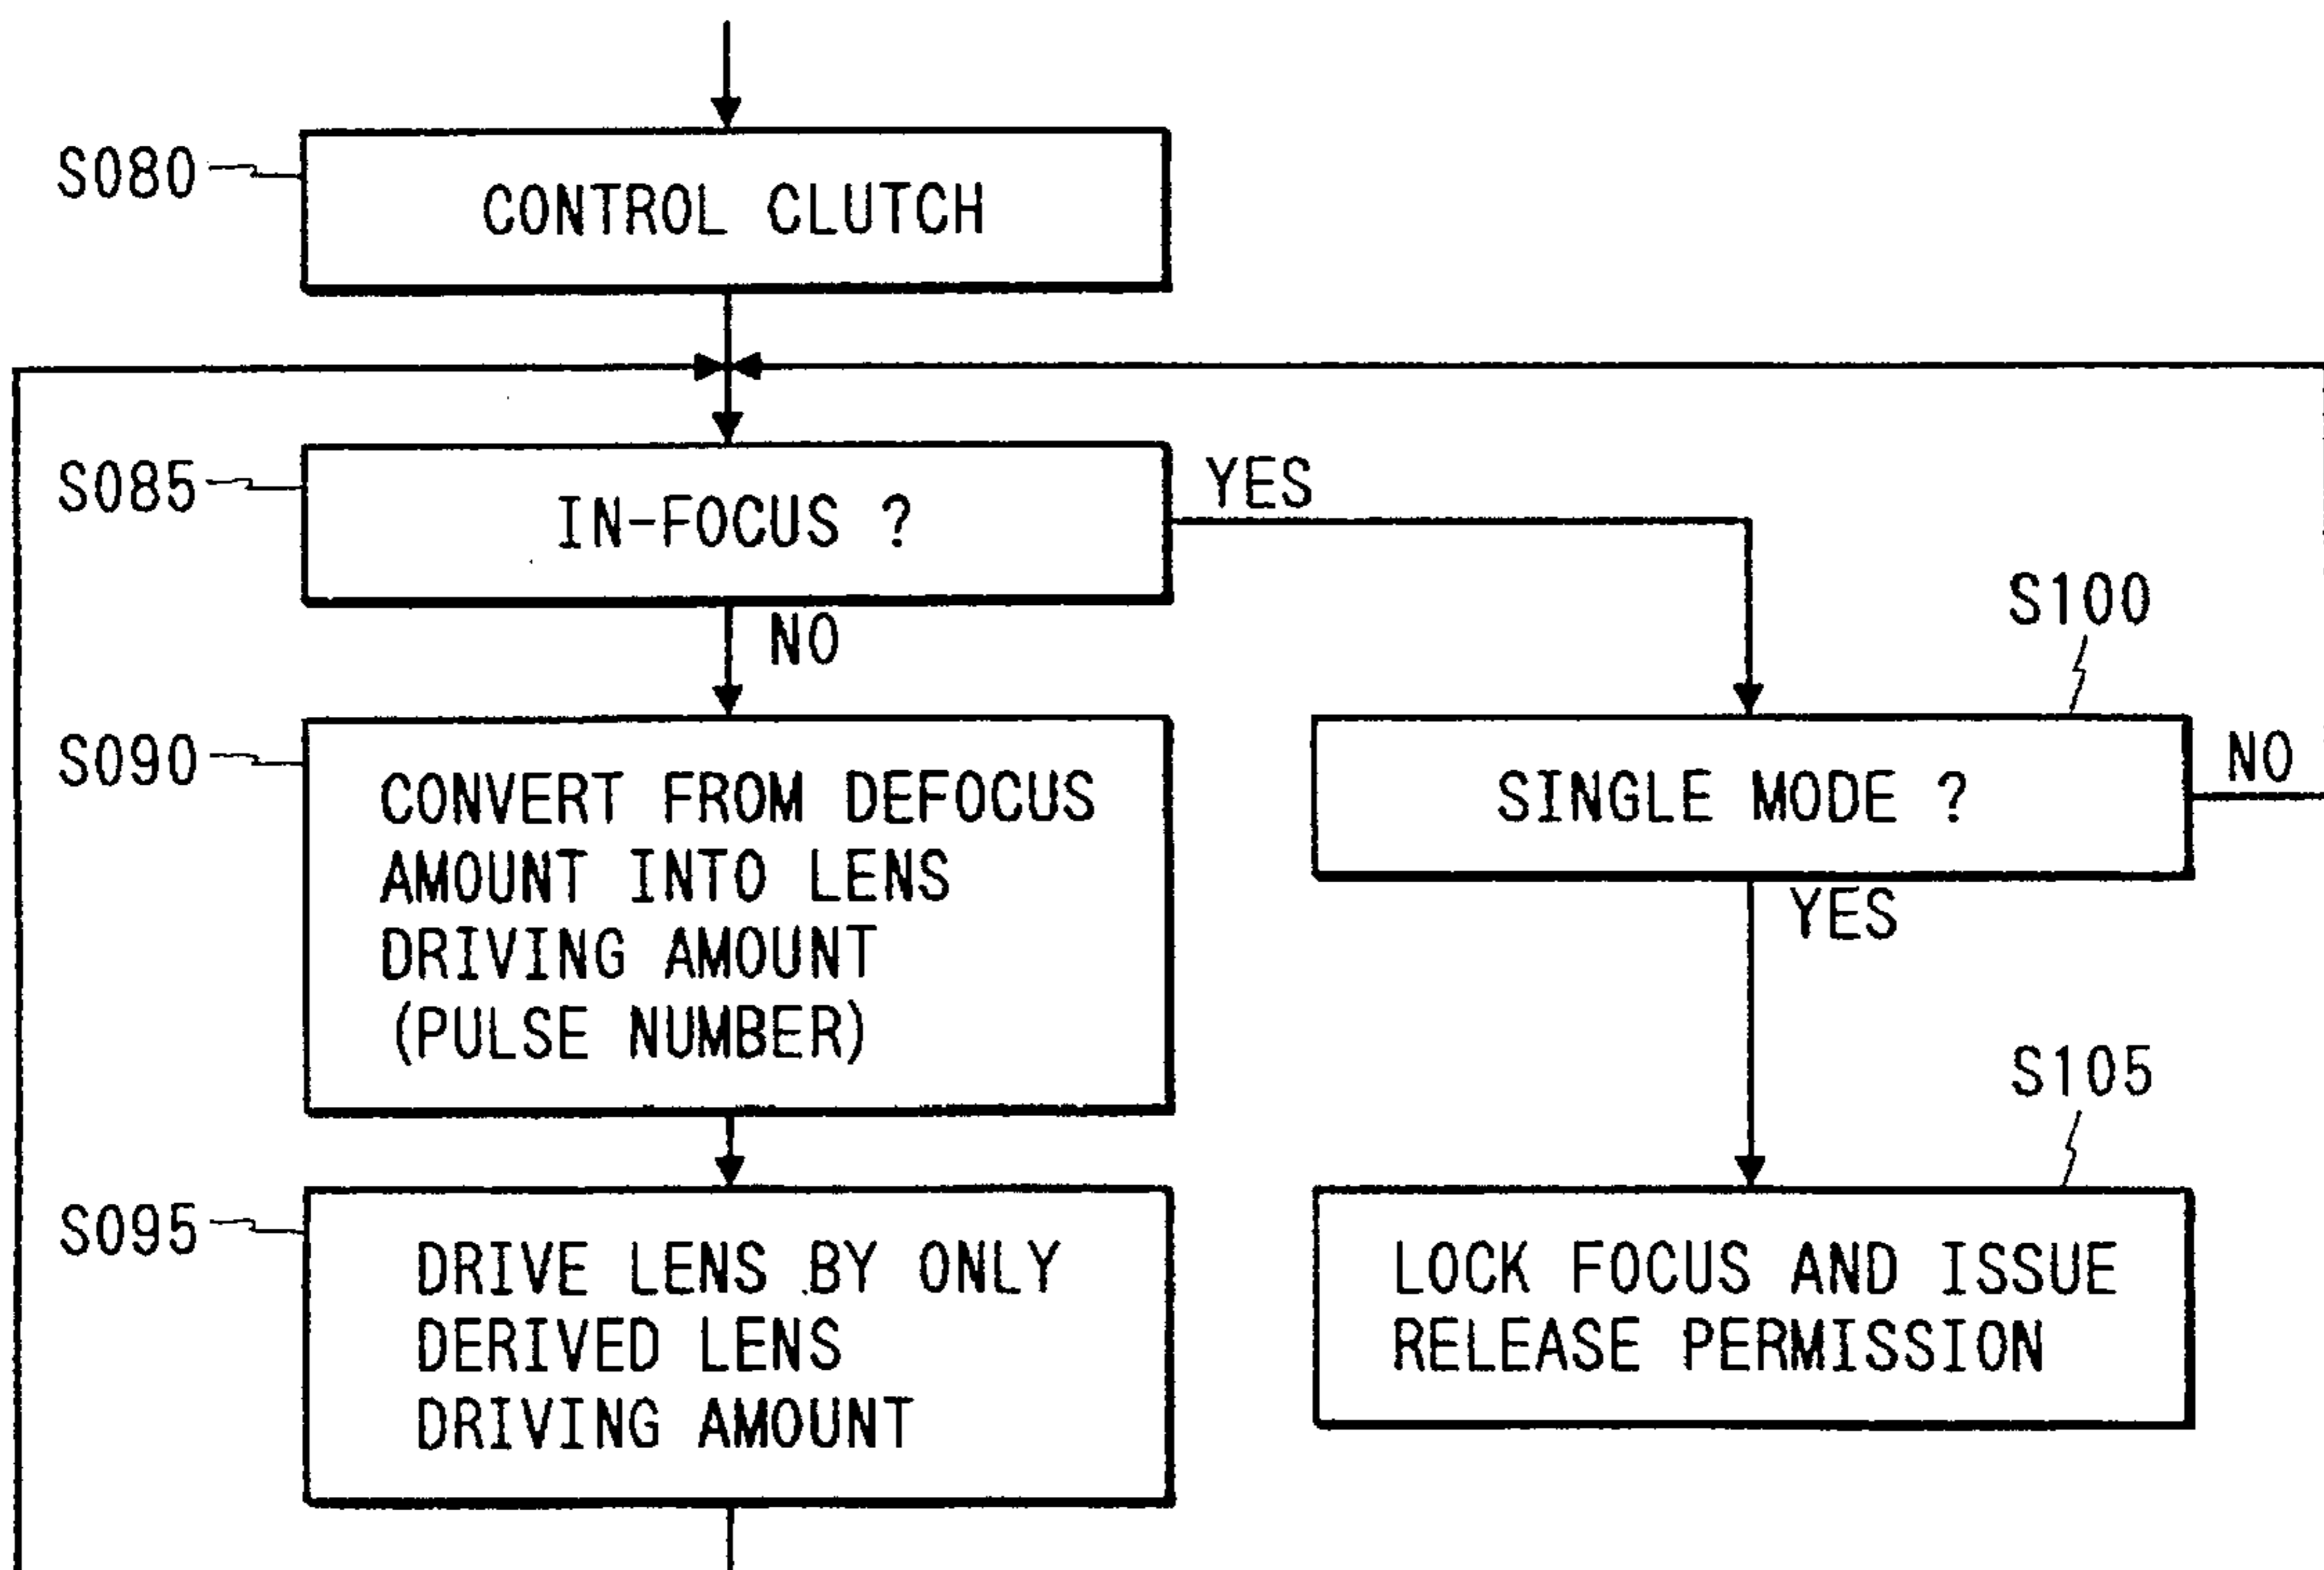 S080
CONTROL CLUTCH
S085
IN-FOCUS ?
YES
NO
S100
S090
CONVERT FROM DEFOCUS
AMOUNT INTO LENS
DRIVING AMOUNT
(PULSE NUMBER)
SINGLE MODE ?
NO
YES
S105
S095
DRIVE LENS BY ONLY
DERIVED LENS
DRIVING AMOUNT
LOCK FOCUS AND ISSUE
RELEASE PERMISSION